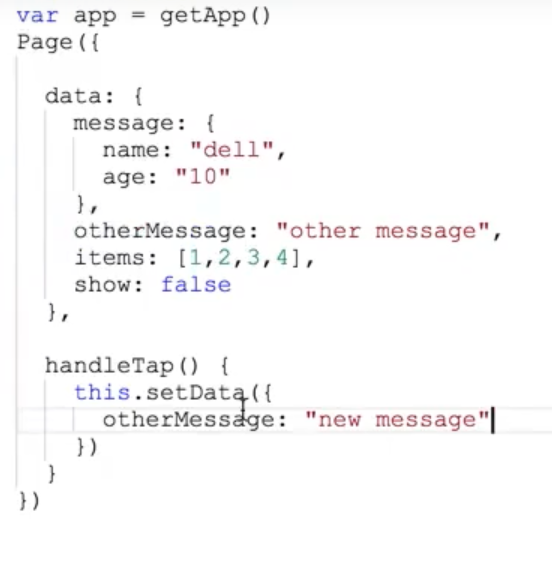 var app = getApp()
Page({
data: {
message: {
name: "dell",
age: "10"
},
otherMessage: "other message",
items: [1,2,3,4],
show: false
},
handleTap() {
this.setData({
otherMessage: "new message"
})
}
})